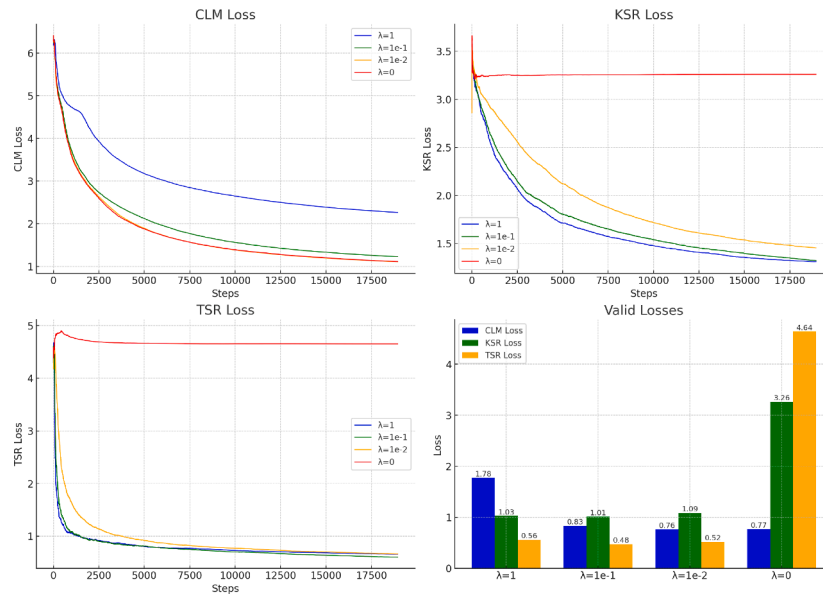 CLM Loss
CLM Loss
6
5
4
3
2
1
λ=1
λ=1e-1
λ=1e-2
λ=0
0
2500
5000
7500
10000
12500
15000
17500
Steps
KSR Loss
KSR Loss
3.5
3.0
2.5
2.0
1.5
λ=1
λ=1e-1
λ=1e-2
λ=0
0
2500
5000
7500
10000
12500
15000
17500
Steps
TSR Loss
TSR Loss
5
4
3
2
1
λ=1
λ=1e-1
λ=1e-2
λ=0
0
2500
5000
7500
10000
12500
15000
17500
Steps
Valid Losses
Loss
4
3
2
1
0
CLM Loss
KSR Loss
TSR Loss
1.78
1.03
0.56
0.83
1.01
0.48
0.76
1.09
0.52
0.77
3.26
4.64
λ=1
λ=1e-1
λ=1e-2
λ=0